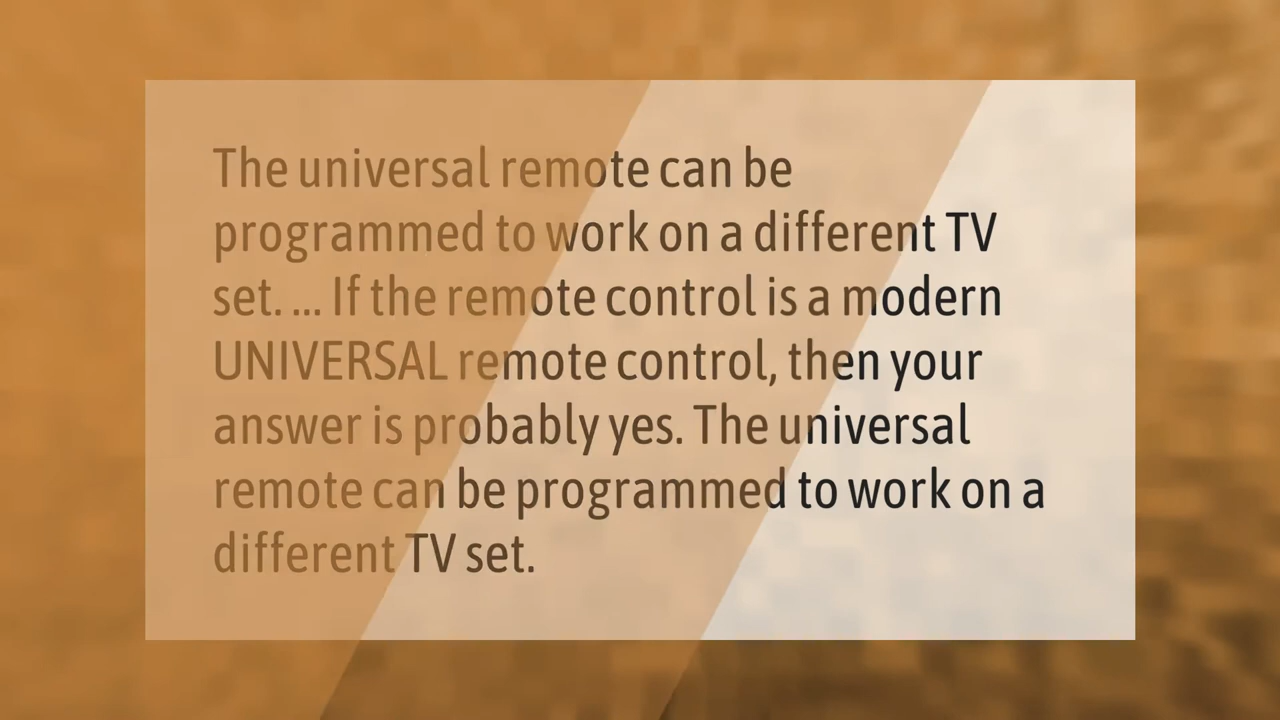 The universal remote can be
programmed to work on a different TV
set. ... If the remote control is a modern
UNIVERSAL remote control, then your
answer is probably yes. The universal
remote can be programmed to work on a
different TV set.